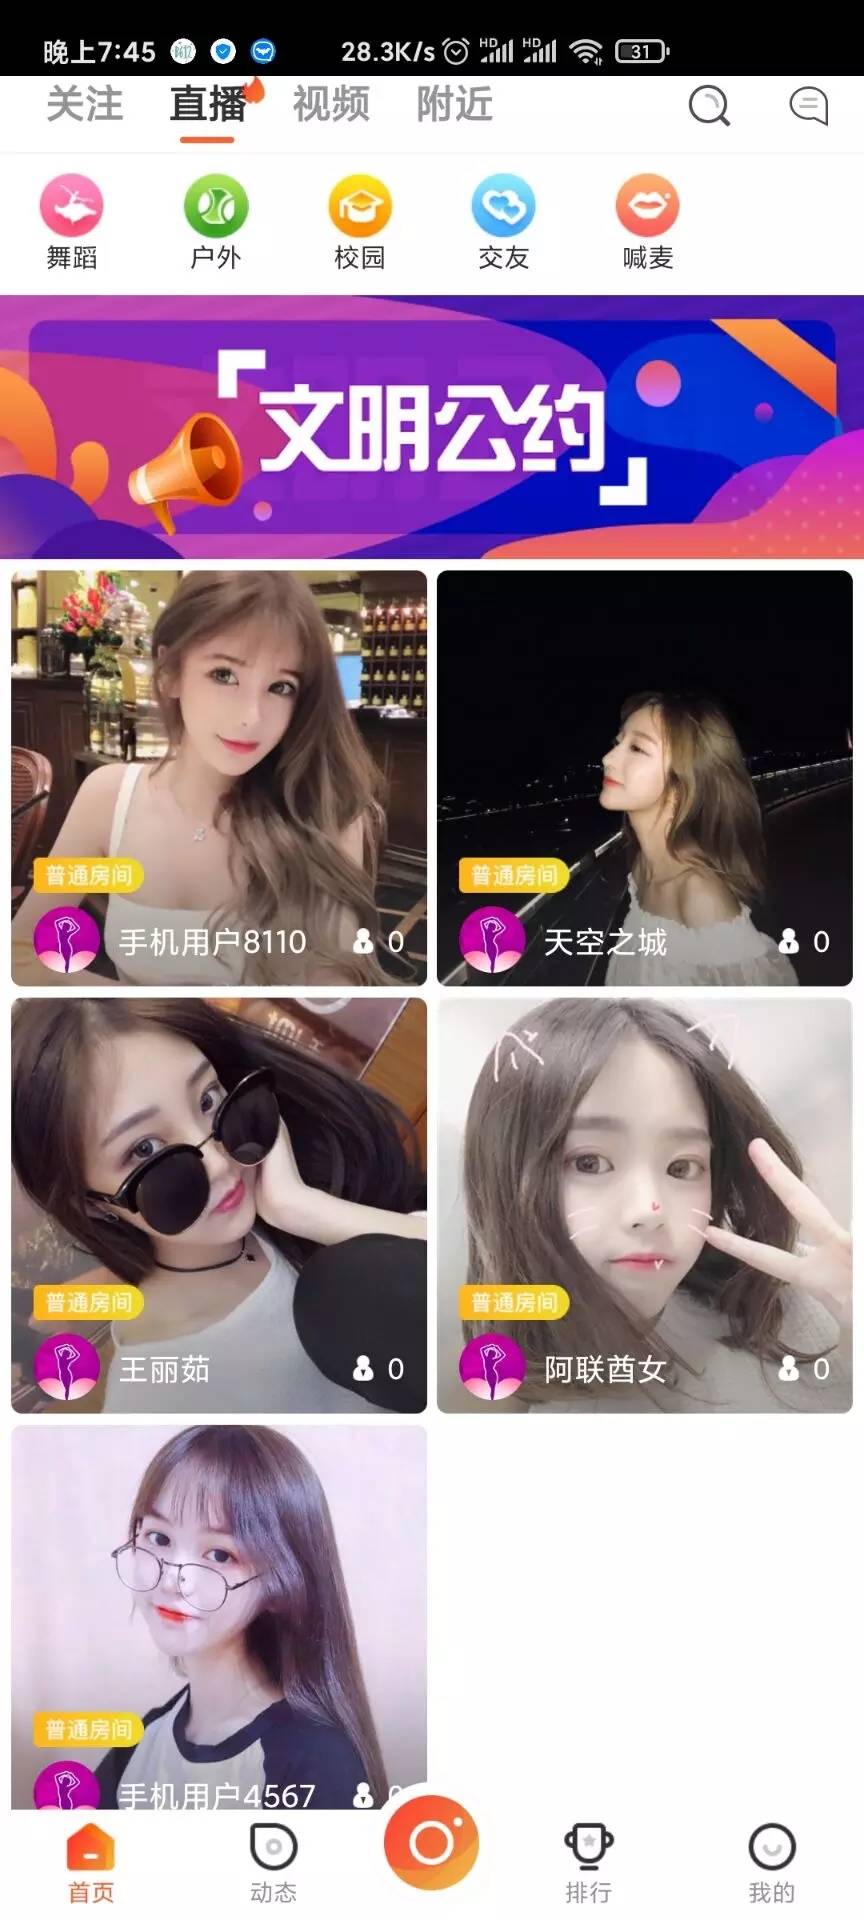 晚上7:45 28.3K/s HD HD 31
关注 直播 视频 附近
舞蹈 户外 校园 交友 喊麦
文明公约
普通房间 普通房间
手机用户8110 0 天空之城 0
普通房间 普通房间
王丽茹 0 阿联酋女 0
普通房间
手机用户4567 0
首页 动态 排行 我的